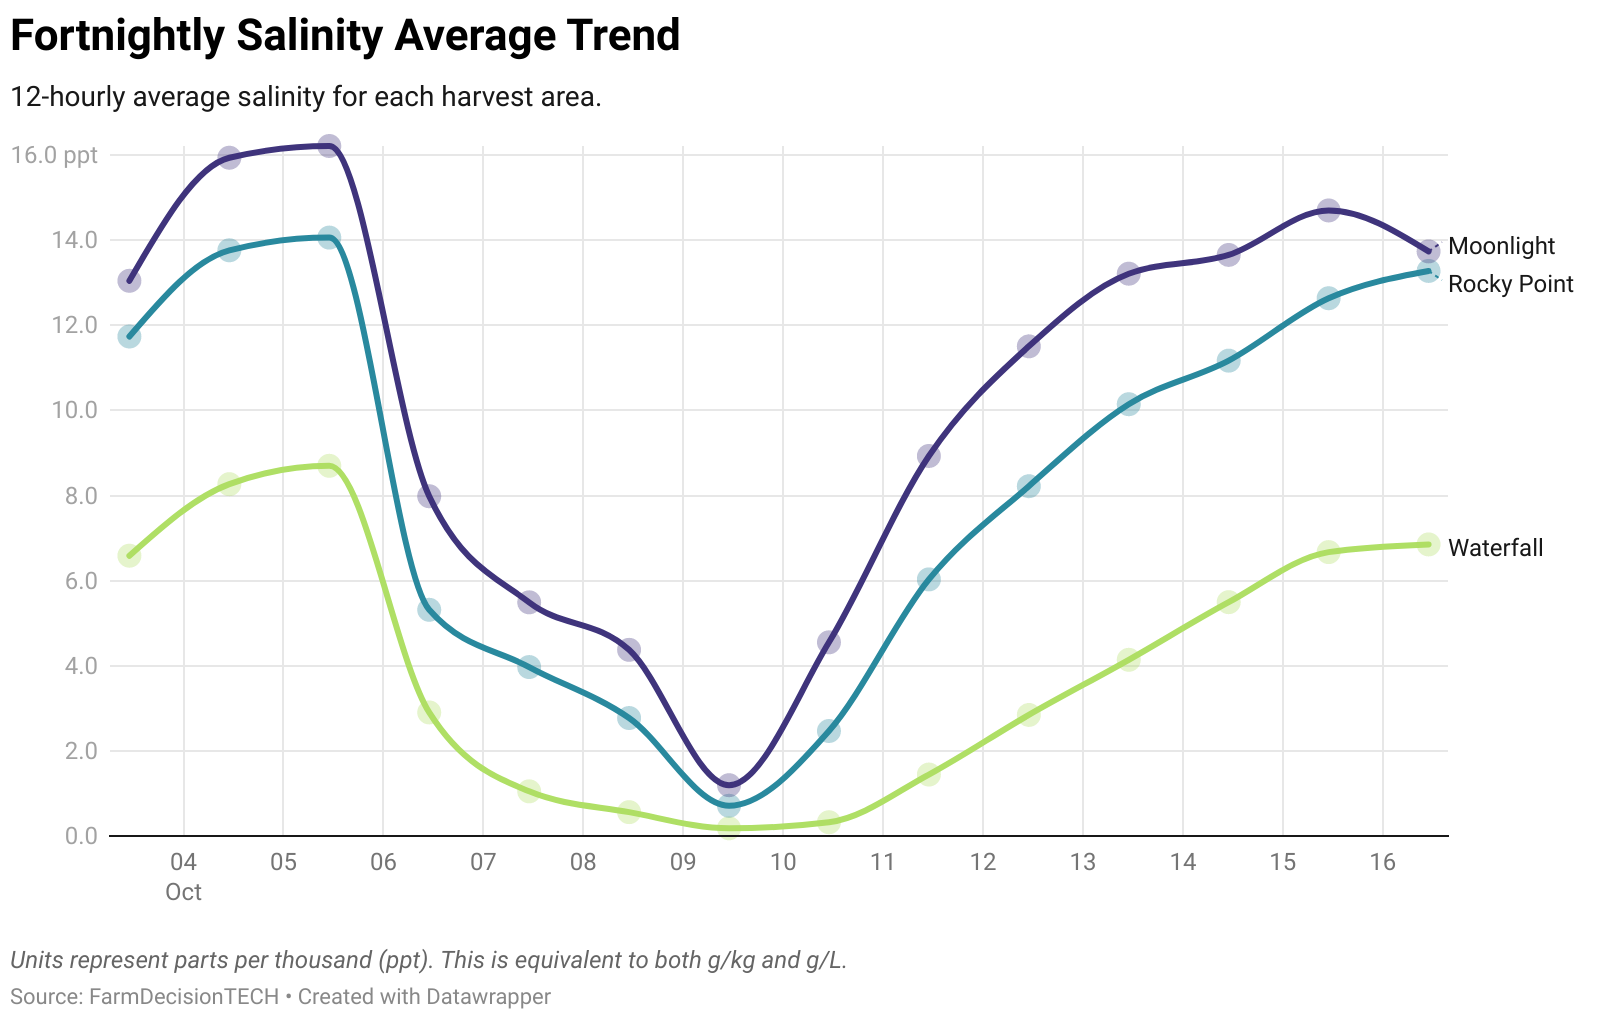 Fortnightly Salinity Average Trend
12-hourly average salinity for each harvest area.
16.0 ppt
14.0
12.0
10.0
8.0
6.0
4.0
2.0
0.0
Moonlight
Rocky Point
Waterfall
04 05 06 07 08 09 10 11 12 13 14 15 16
Oct
Units represent parts per thousand (ppt). This is equivalent to both g/kg and g/L.
Source: FarmDecisionTECH • Created with Datawrapper